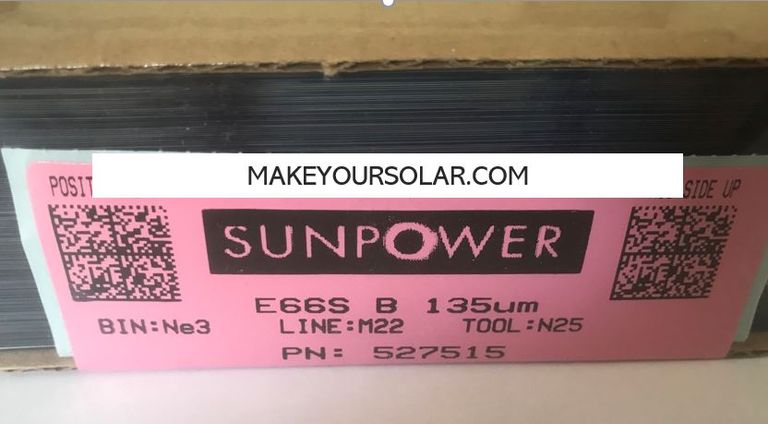 MAKEYOURSOLAR.COM
SIDE UP
SUNPOWER
E66S B 135um
BIN:Ne3 LINE:M22 TOOL:N25
PN: 527515